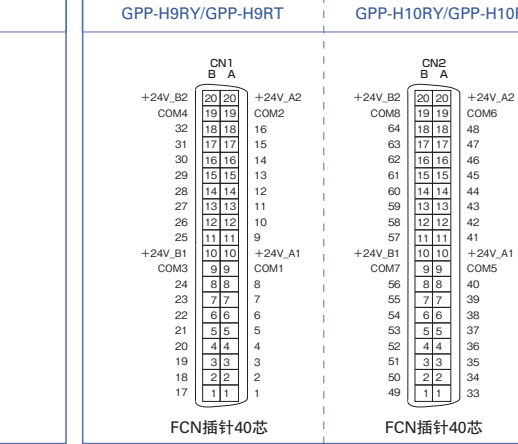 GPP-H9RY/GPP-H9RT
CN1
B A
+24V_B2 20 20 +24V_A2
COM4 19 19 COM2
32 18 18 16
31 17 17 15
30 16 16 14
29 15 15 13
28 14 14 12
27 13 13 11
26 12 12 10
25 11 11 9
+24V_B1 10 10 +24V_A1
COM3 9 9 COM1
24 8 8 8
23 7 7 7
22 6 6 6
21 5 5 5
20 4 4 4
19 3 3 3
18 2 2 2
17 1 1 1
FCN插针40芯
GPP-H10RY/GPP-H10
CN2
B A
+24V_B2 20 20 +24V_A2
COM8 19 19 COM6
64 18 18 48
63 17 17 47
62 16 16 46
61 15 15 45
60 14 14 44
59 13 13 43
58 12 12 42
57 11 11 41
+24V_B1 10 10 +24V_A1
COM7 9 9 COM5
56 8 8 40
55 7 7 39
54 6 6 38
53 5 5 37
52 4 4 36
51 3 3 35
50 2 2 34
49 1 1 33
FCN插针40芯